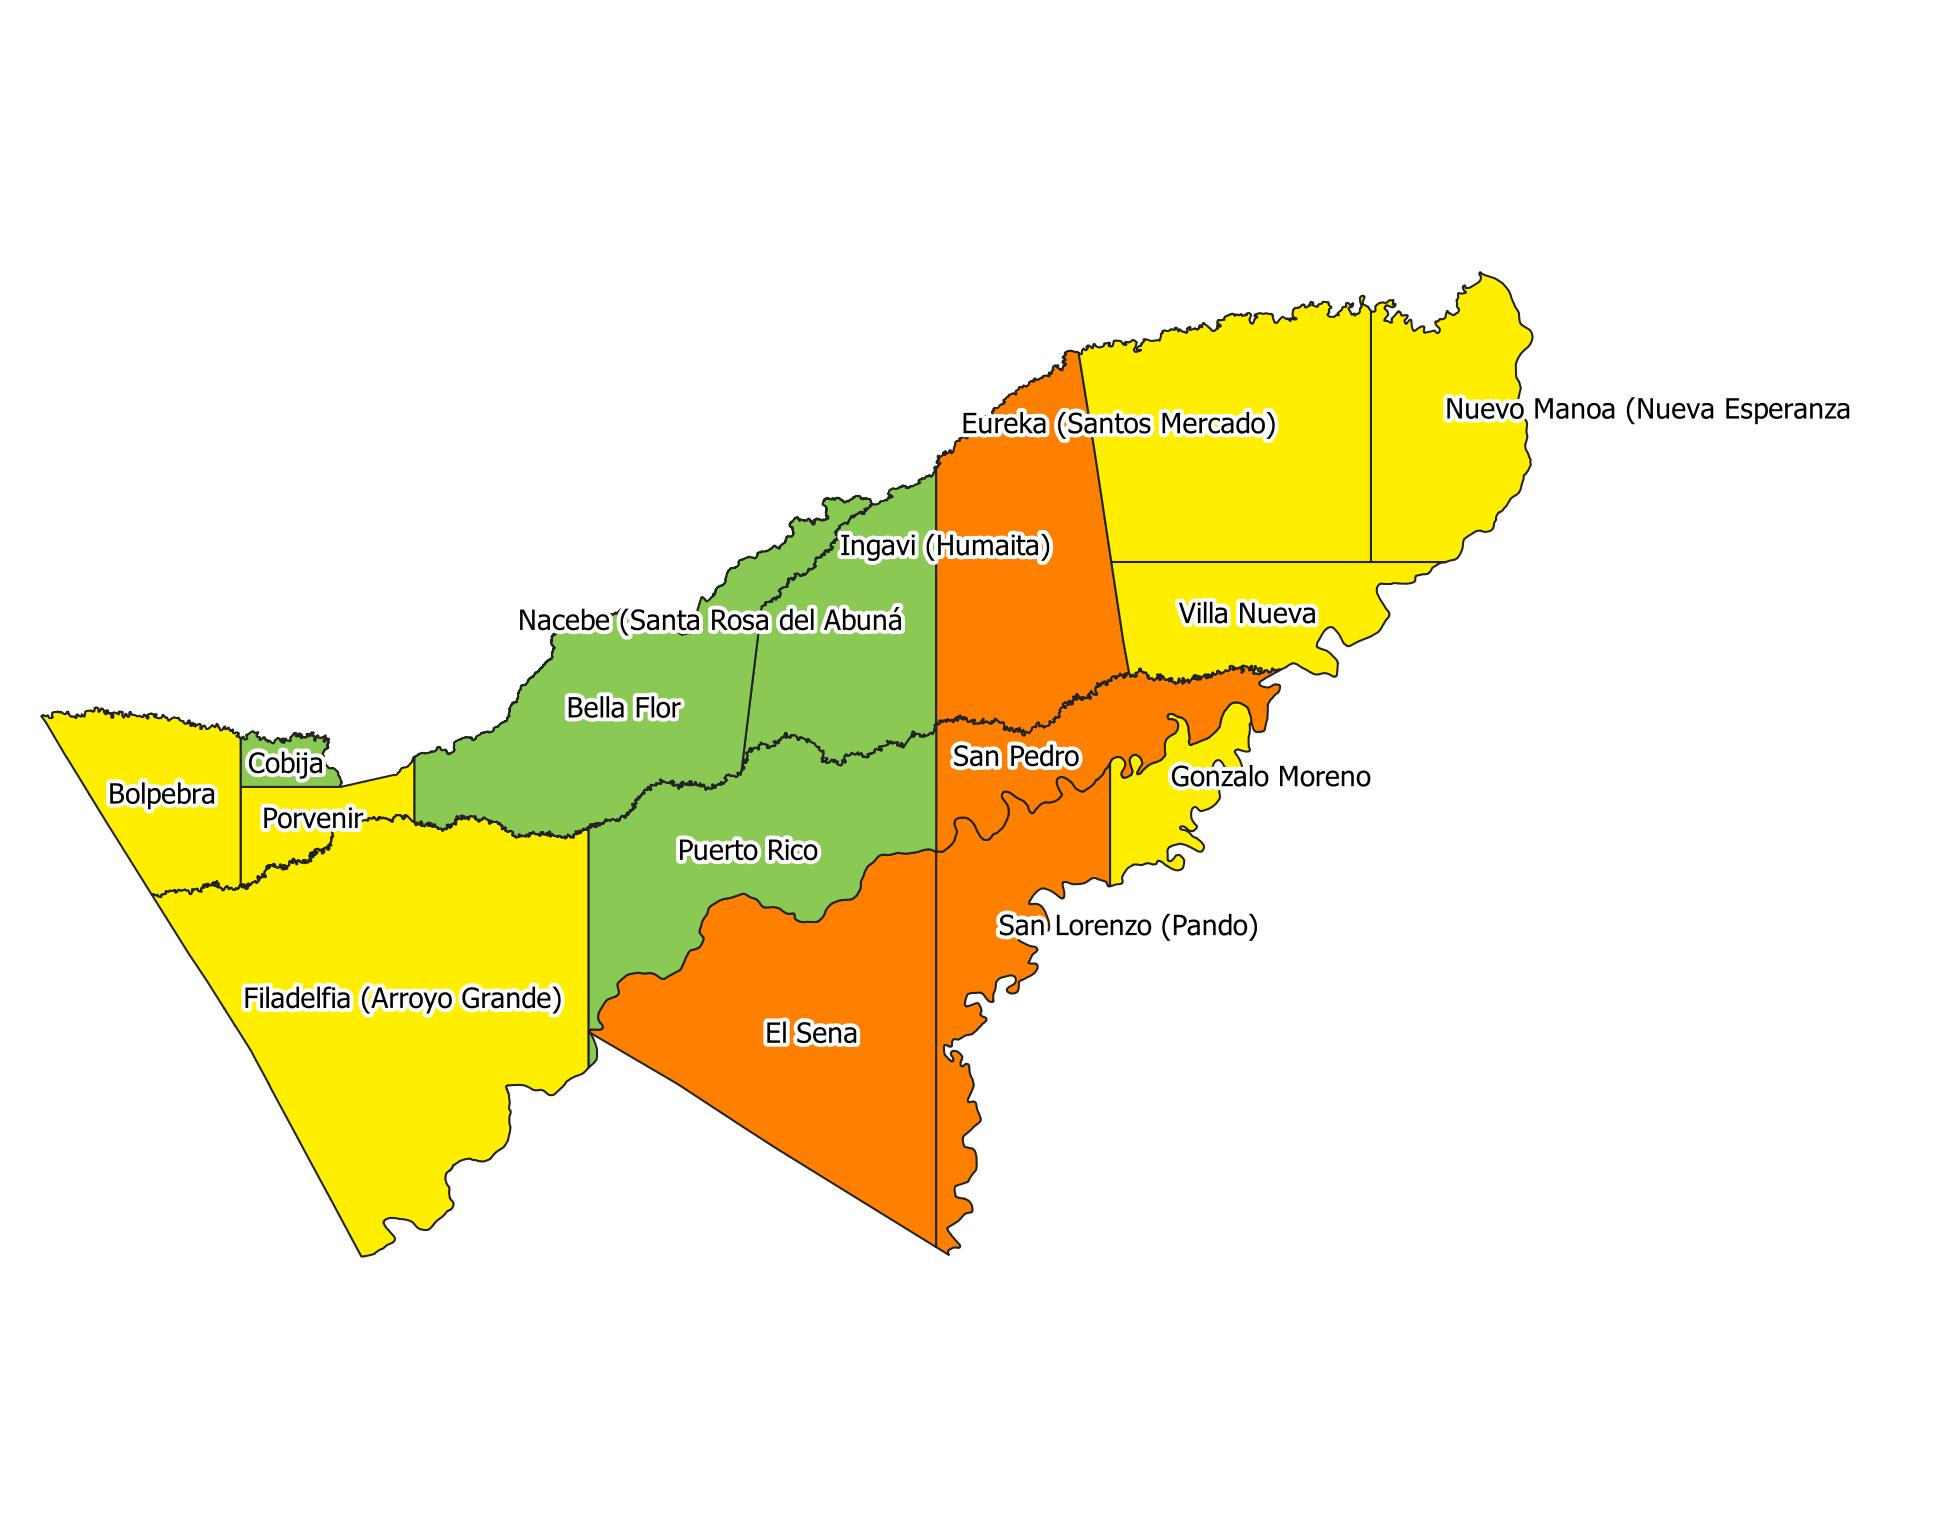 Nuevo Manoa (Nueva Esperanza
Eureka (Santos Mercado)
Ingavi (Humaita)
Villa Nueva
Nacebe (Santa Rosa del Abuná
Bella Flor
San Pedro
Cobija
Gonzalo Moreno
Bolpebra
Porvenir
Puerto Rico
San Lorenzo (Pando)
Filadelfia (Arroyo Grande)
El Sena